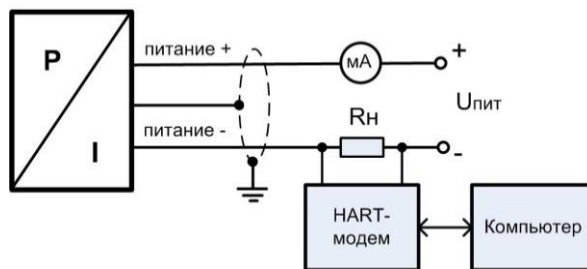 P
I
питание +
мА
+
Uпит
питание -
Rн
-
HART-
модем
Компьютер